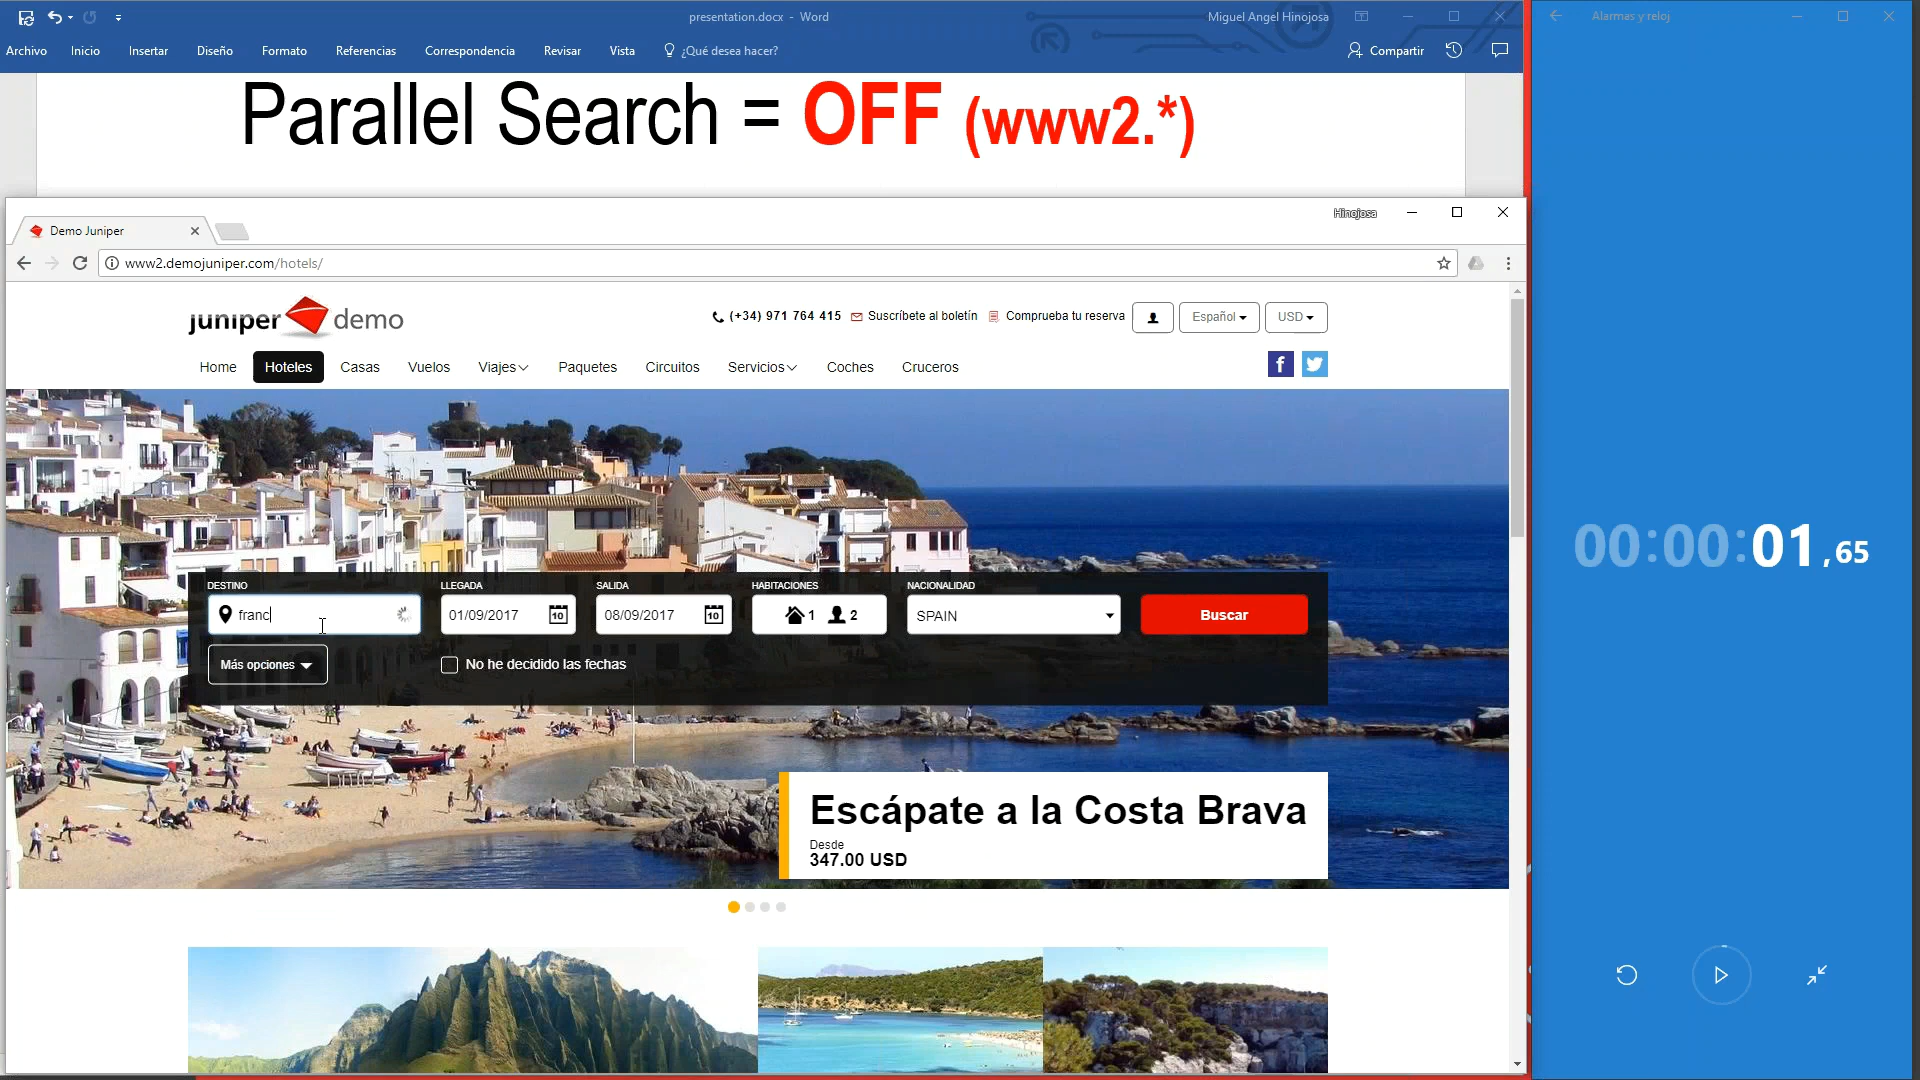 presentation.docx - Word
Miguel Angel Hinojosa
Archivo Inicio Insertar Diseño Formato Referencias Correspondencia Revisar Vista ¿Qué desea hacer? Compartir
Parallel Search = OFF (www2.*)
Hinojosa
Demo Juniper
www2.demojuniper.com/hotels/
juniper demo
(+34) 971 764 415 Suscríbete al boletín Comprueba tu reserva Español USD
Home Hoteles Casas Vuelos Viajes Paquetes Circuitos Servicios Coches Cruceros
f
DESTINO LLEGADA SALIDA HABITACIONES NACIONALIDAD
franc 01/09/2017 10 08/09/2017 10 1 2 SPAIN Buscar
Más opciones No he decidido las fechas
Escápate a la Costa Brava
Desde
347.00 USD
Alarmas y reloj
00:00:01,65